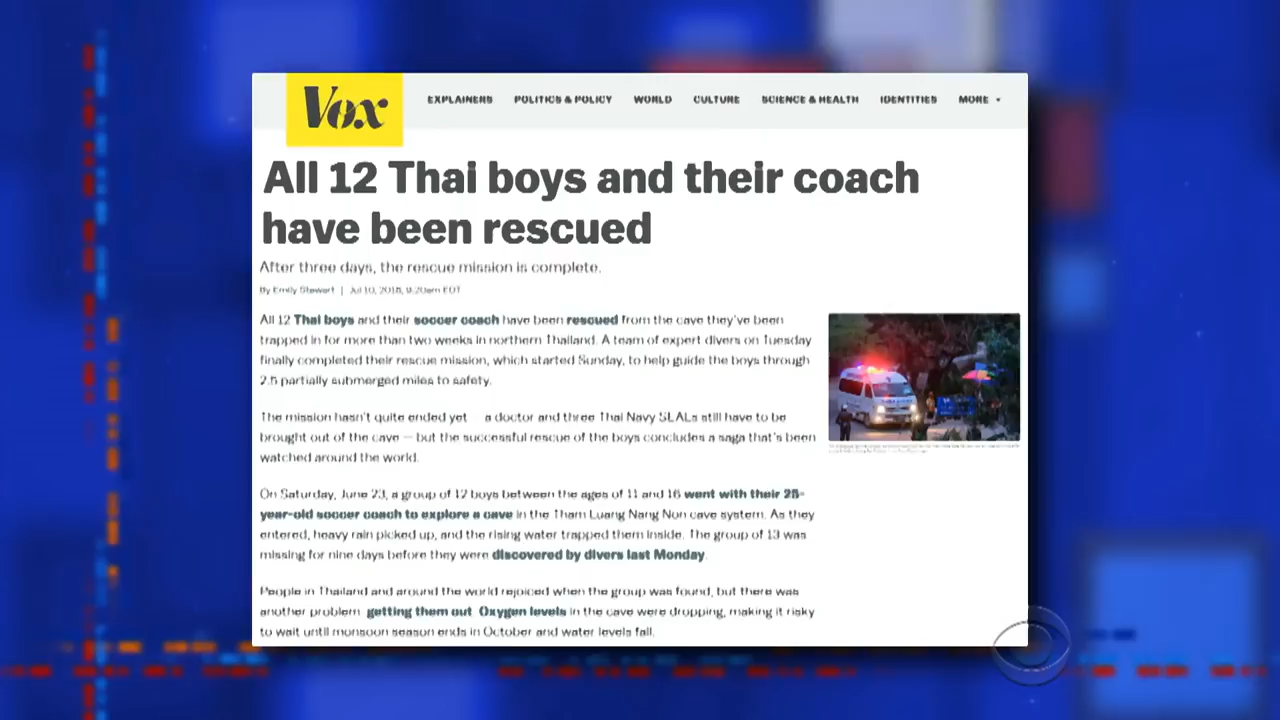 Vox
EXPLAINERS POLITICS & POLICY WORLD CULTURE SCIENCE & HEALTH IDENTITIES MORE
All 12 Thai boys and their coach
have been rescued
After three days, the rescue mission is complete.
By Emily Stewart | Jul 10, 2018, 9:20am EDT
All 12 Thai boys and their soccer coach have been rescued from the cave they've been
trapped in for more than two weeks in northern Thailand. A team of expert divers on Tuesday
finally completed their rescue mission, which started Sunday, to help guide the boys through
2.5 partially submerged miles to safety.
The mission hasn't quite ended yet — a doctor and three Thai Navy SEALs still have to be
brought out of the cave — but the successful rescue of the boys concludes a saga that's been
watched around the world.
On Saturday, June 23, a group of 12 boys between the ages of 11 and 16 went with their 25-
year-old soccer coach to explore a cave in the Tham Luang Nang Non cave system. As they
entered, heavy rain picked up, and the rising water trapped them inside. The group of 13 was
missing for nine days before they were discovered by divers last Monday.
People in Thailand and around the world rejoiced when the group was found, but there was
another problem: getting them out. Oxygen levels in the cave were dropping, making it risky
to wait until monsoon season ends in October and water levels fall.